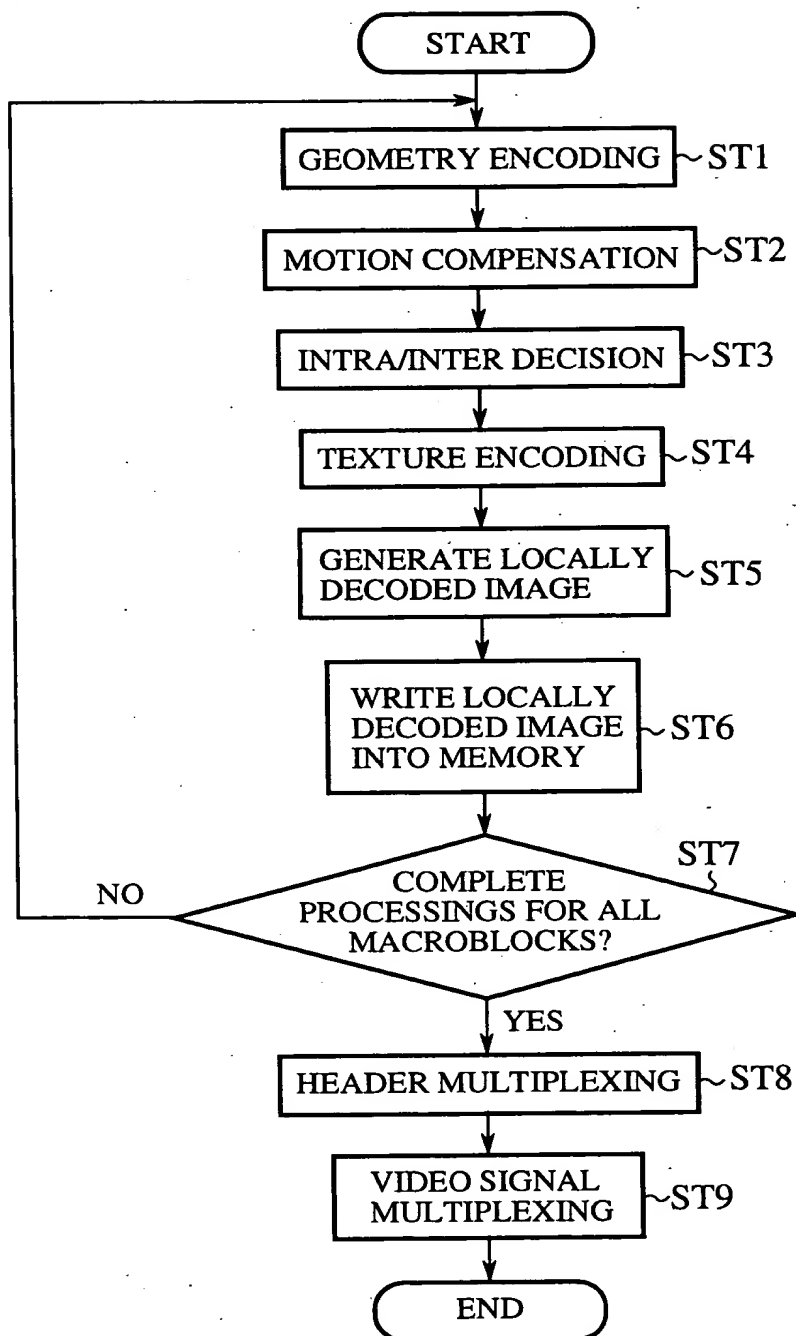 START
GEOMETRY ENCODING ST1
MOTION COMPENSATION ST2
INTRA/INTER DECISION ST3
TEXTURE ENCODING ST4
GENERATE LOCALLY
DECODED IMAGE
ST5
WRITE LOCALLY
DECODED IMAGE
INTO MEMORY
ST6
ST7
NO
COMPLETE
PROCESSINGS FOR ALL
MACROBLOCKS?
YES
HEADER MULTIPLEXING ST8
VIDEO SIGNAL
MULTIPLEXING
ST9
END